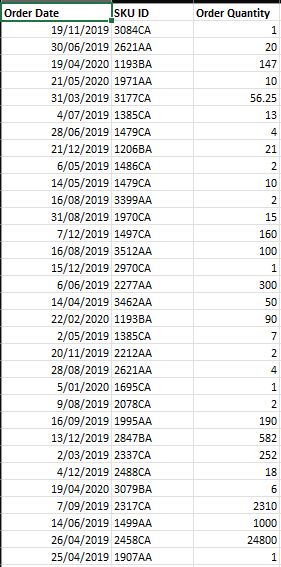 Order Date SKU ID Order Quantity
19/11/2019 3084CA 1
30/06/2019 2621AA 20
19/04/2020 1193BA 147
21/05/2020 1971AA 10
31/03/2019 3177CA 56.25
4/07/2019 1385CA 13
28/06/2019 1479CA 4
21/12/2019 1206BA 21
6/05/2019 1486CA 2
14/05/2019 1479CA 10
16/08/2019 3399AA 2
31/08/2019 1970CA 15
7/12/2019 1497CA 160
16/08/2019 3512AA 100
15/12/2019 2970CA 1
6/06/2019 2277AA 300
14/04/2019 3462AA 50
22/02/2020 1193BA 90
2/05/2019 1385CA 7
20/11/2019 2212AA 2
28/08/2019 2621AA 4
5/01/2020 1695CA 1
9/08/2019 2078CA 2
16/09/2019 1995AA 190
13/12/2019 2847BA 582
2/03/2019 2337CA 252
4/12/2019 2488CA 18
19/04/2020 3079BA 6
7/09/2019 2317CA 2310
14/06/2019 1499AA 1000
26/04/2019 2458CA 24800
25/04/2019 1907AA 1